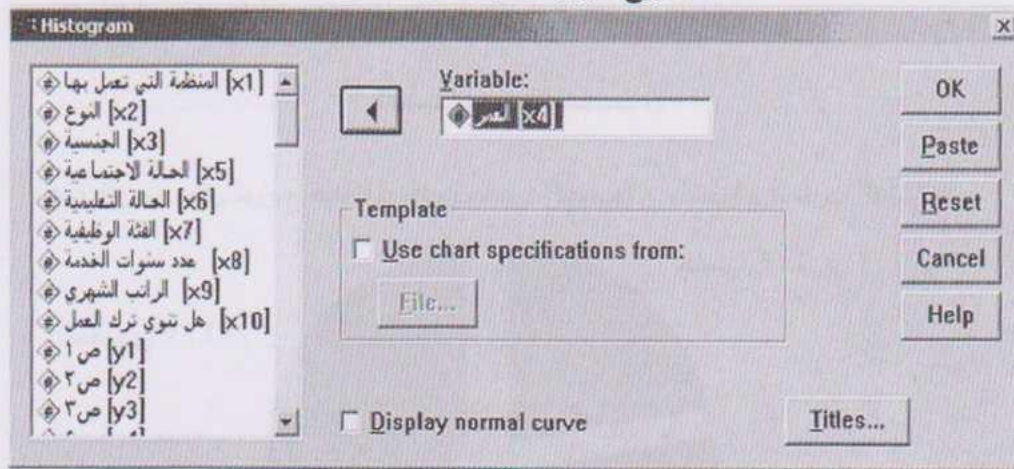 Histogram
المنظمة التي تعمل بها [x1]
النوع [x2]
الجنسية [x3]
الحالة الاجتماعية [x5]
الحالة التعليمية [x6]
الفئة الوظيفية [x7]
عدد سنوات الخدمة [x8]
الراتب الشهري [x9]
هل تنوي ترك العمل [x10]
ص١ [y1]
ص٢ [y2]
ص٣ [y3]
Variable:
العمر [x4]
Template
Use chart specifications from:
File...
Display normal curve
Titles...
OK
Paste
Reset
Cancel
Help